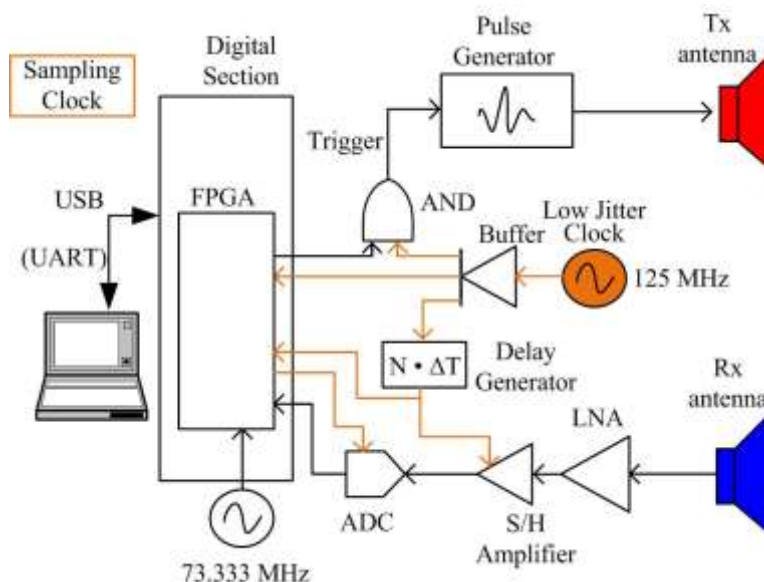 Sampling
Clock
Digital
Section
Pulse
Generator
Tx
antenna
Trigger
USB
(UART)
FPGA
AND
Buffer
Low Jitter
Clock
125 MHz
N • ΔT
Delay
Generator
Rx
antenna
LNA
ADC
S/H
Amplifier
73.333 MHz